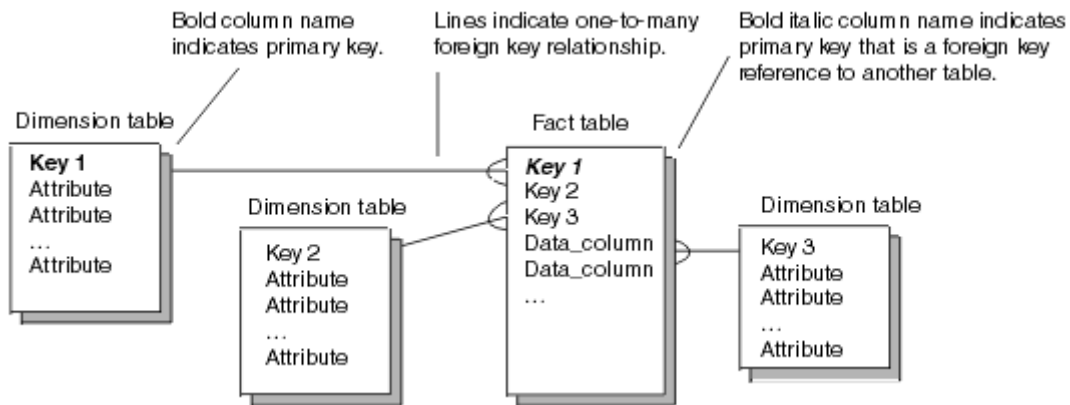 Bold column name
indicates primary key.
Lines indicate one-to-many
foreign key relationship.
Bold italic column name indicates
primary key that is a foreign key
reference to another table.
Dimension table
Key 1
Attribute
Attribute
...
Attribute
Dimension table
Key 2
Attribute
Attribute
...
Attribute
Fact table
Key 1
Key 2
Key 3
Data_column
Data_column
...
Dimension table
Key 3
Attribute
Attribute
...
Attribute